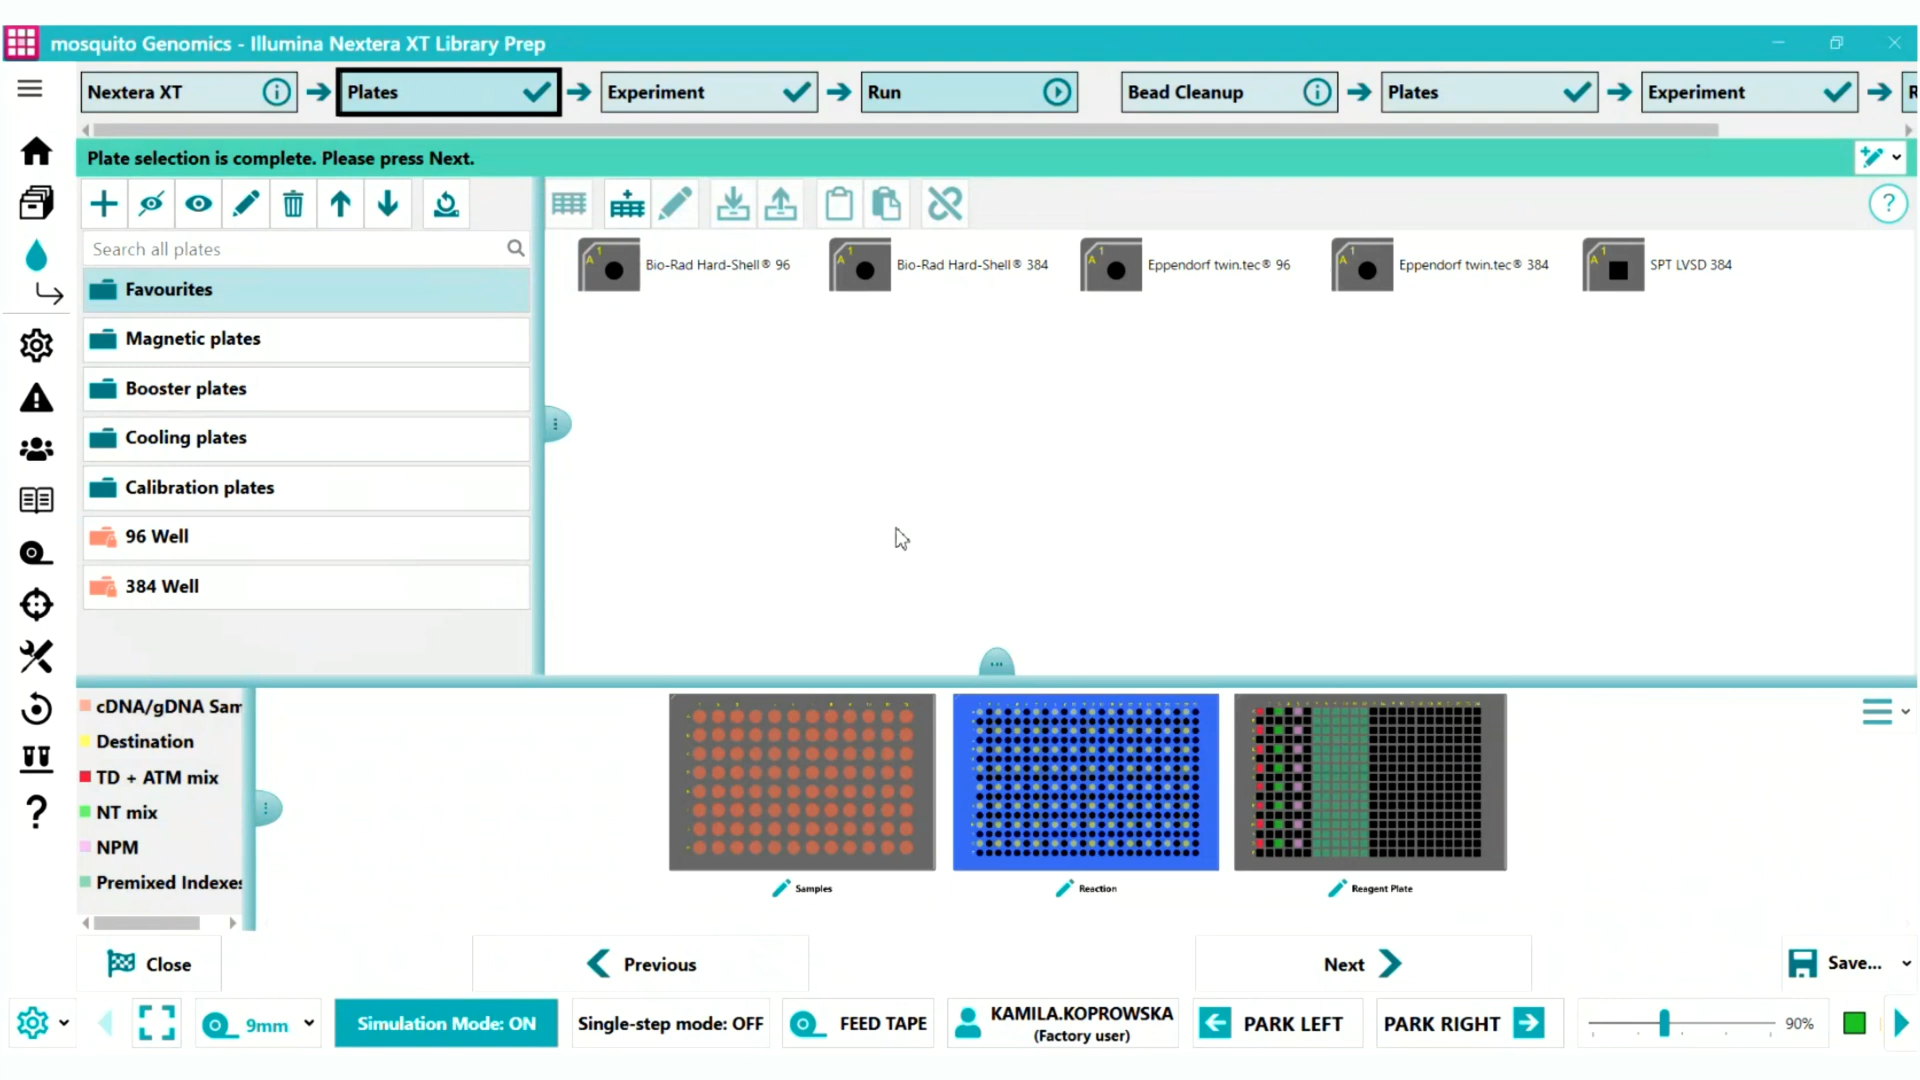 mosquito Genomics - Illumina Nextera XT Library Prep
Nextera XT
Plates
Experiment
Run
Bead Cleanup
Plates
Experiment
R
Plate selection is complete. Please press Next.
Search all plates
Favourites
Magnetic plates
Booster plates
Cooling plates
Calibration plates
96 Well
384 Well
A 1
Bio-Rad Hard-Shell® 96
A 1
Bio-Rad Hard-Shell® 384
A 1
Eppendorf twin.tec® 96
A 1
Eppendorf twin.tec® 384
A 1
SPT LVSD 384
cDNA/gDNA Sam
Destination
TD + ATM mix
NT mix
NPM
Premixed Indexes
Samples
Reaction
Reagent Plate
Close
Previous
Next
Save...
9mm
Simulation Mode: ON
Single-step mode: OFF
FEED TAPE
KAMILA.KOPROWSKA
(Factory user)
PARK LEFT
PARK RIGHT
90%